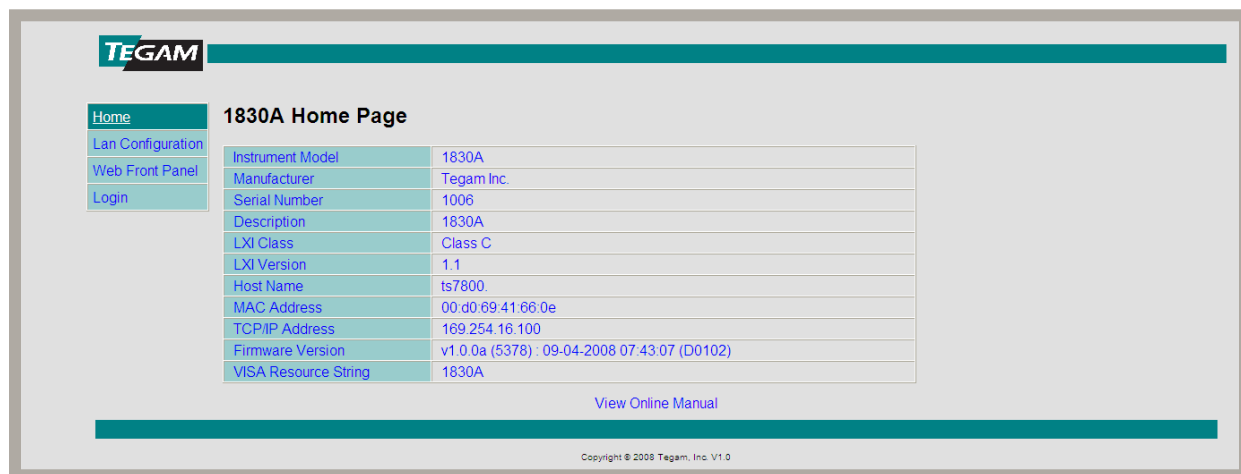 TEGAM
Home
Lan Configuration
Web Front Panel
Login
1830A Home Page
Instrument Model 1830A
Manufacturer Tegam Inc.
Serial Number 1006
Description 1830A
LXI Class Class C
LXI Version 1.1
Host Name ts7800.
MAC Address 00:d0:69:41:66:0e
TCP/IP Address 169.254.16.100
Firmware Version v1.0.0a (5378) : 09-04-2008 07:43:07 (D0102)
VISA Resource String 1830A
View Online Manual
Copyright © 2008 Tegam, Inc. V1.0